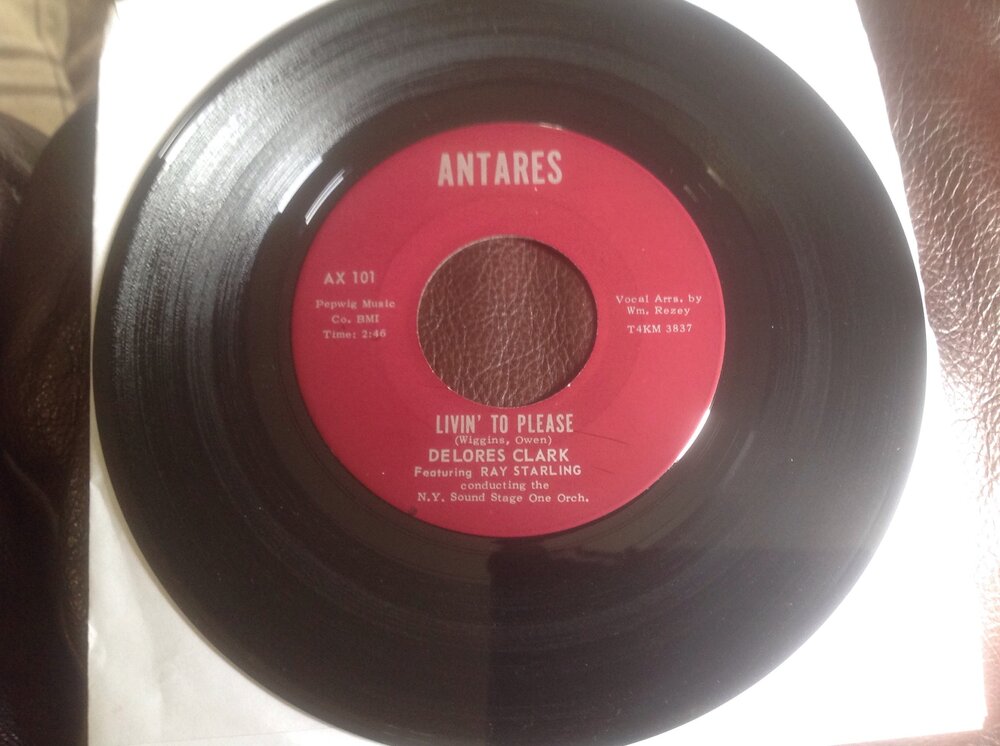 ANTARES
AX 101
Pepwig Music
Co. BMI
Time: 2:46
Vocal Arrs. by
Wm. Rezey
T4KM 3837
LIVIN' TO PLEASE
(Wiggins, Owen)
DELORES CLARK
Featuring RAY STARLING
conducting the
N.Y. Sound Stage One Orch.